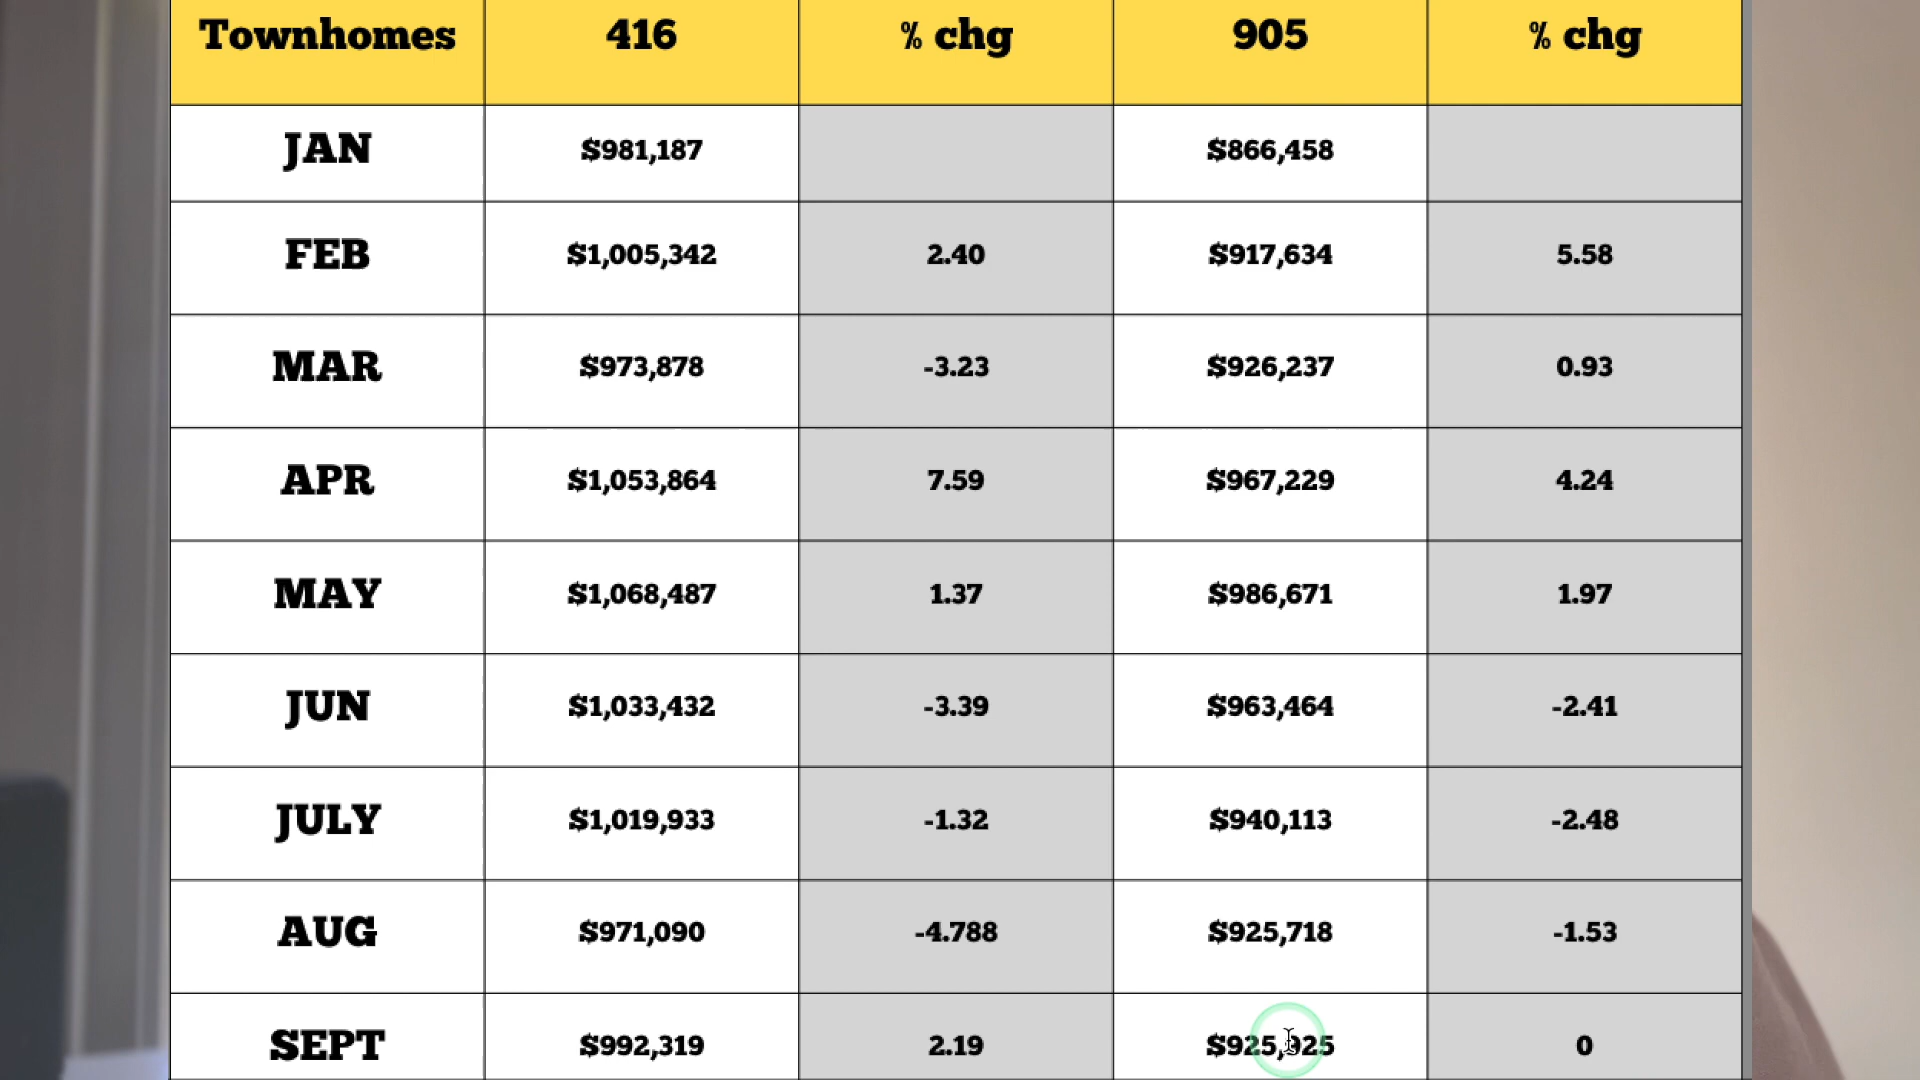 Townhomes 416 % chg 905 % chg
JAN $981,187 $866,458
FEB $1,005,342 2.40 $917,634 5.58
MAR $973,878 -3.23 $926,237 0.93
APR $1,053,864 7.59 $967,229 4.24
MAY $1,068,487 1.37 $986,671 1.97
JUN $1,033,432 -3.39 $963,464 -2.41
JULY $1,019,933 -1.32 $940,113 -2.48
AUG $971,090 -4.788 $925,718 -1.53
SEPT $992,319 2.19 0